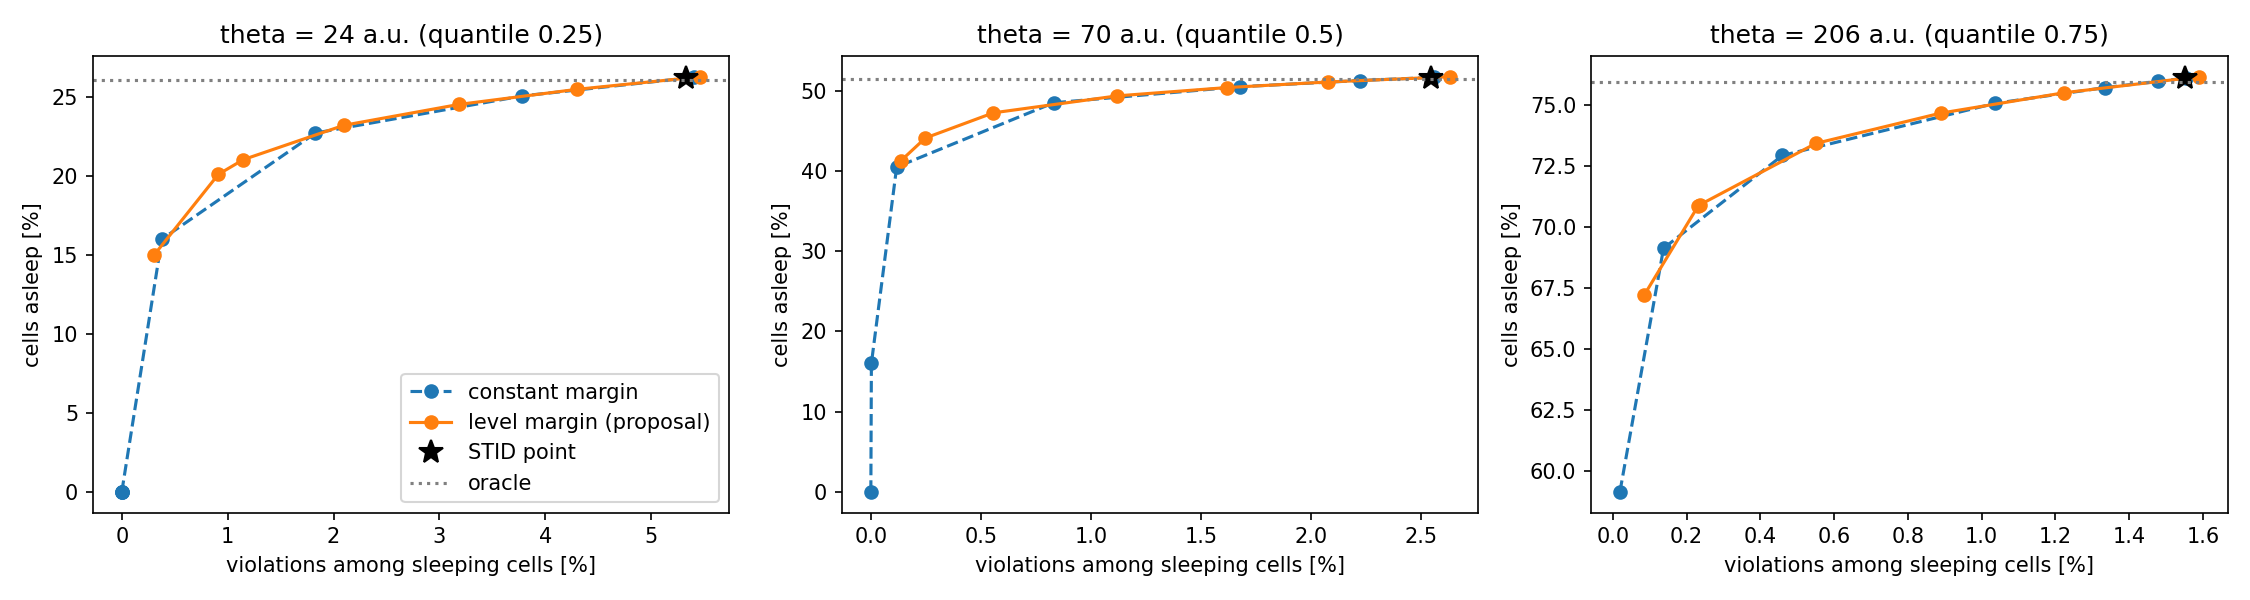 theta = 24 a.u. (quantile 0.25)
cells asleep [%]
25
20
15
10
5
0
constant margin
level margin (proposal)
STID point
oracle
0 1 2 3 4 5
violations among sleeping cells [%]
theta = 70 a.u. (quantile 0.5)
cells asleep [%]
50
40
30
20
10
0
0.0 0.5 1.0 1.5 2.0 2.5
violations among sleeping cells [%]
theta = 206 a.u. (quantile 0.75)
cells asleep [%]
75.0
72.5
70.0
67.5
65.0
62.5
60.0
0.0 0.2 0.4 0.6 0.8 1.0 1.2 1.4 1.6
violations among sleeping cells [%]